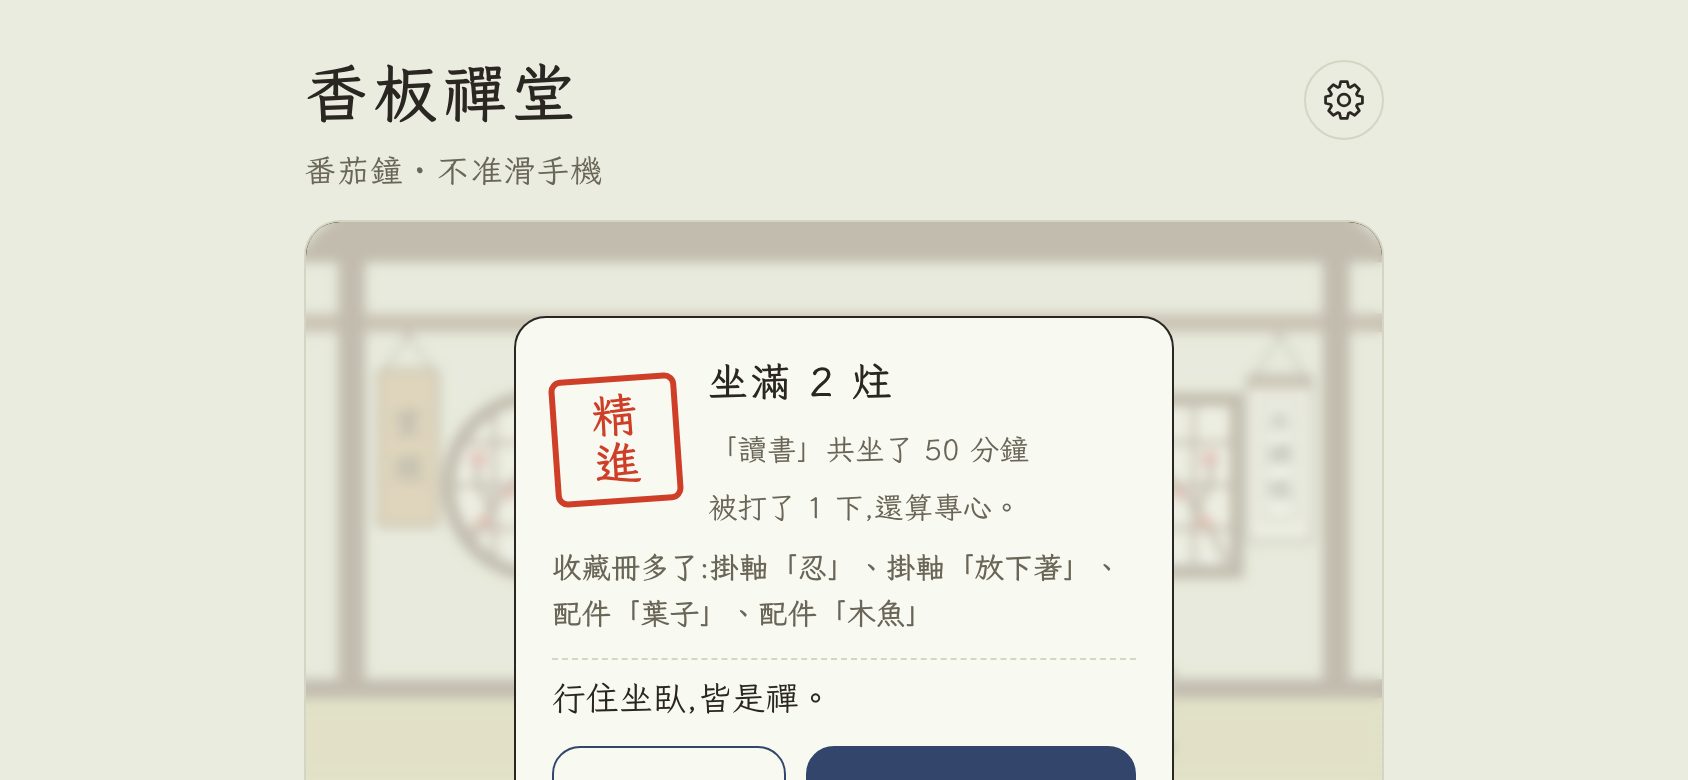 香板禪堂
番茄鐘・不准滑手機
精進
坐滿 2 炷
「讀書」共坐了 50 分鐘
被打了 1 下,還算專心。
收藏冊多了:掛軸「忍」、掛軸「放下著」、
配件「葉子」、配件「木魚」
行住坐臥,皆是禪。